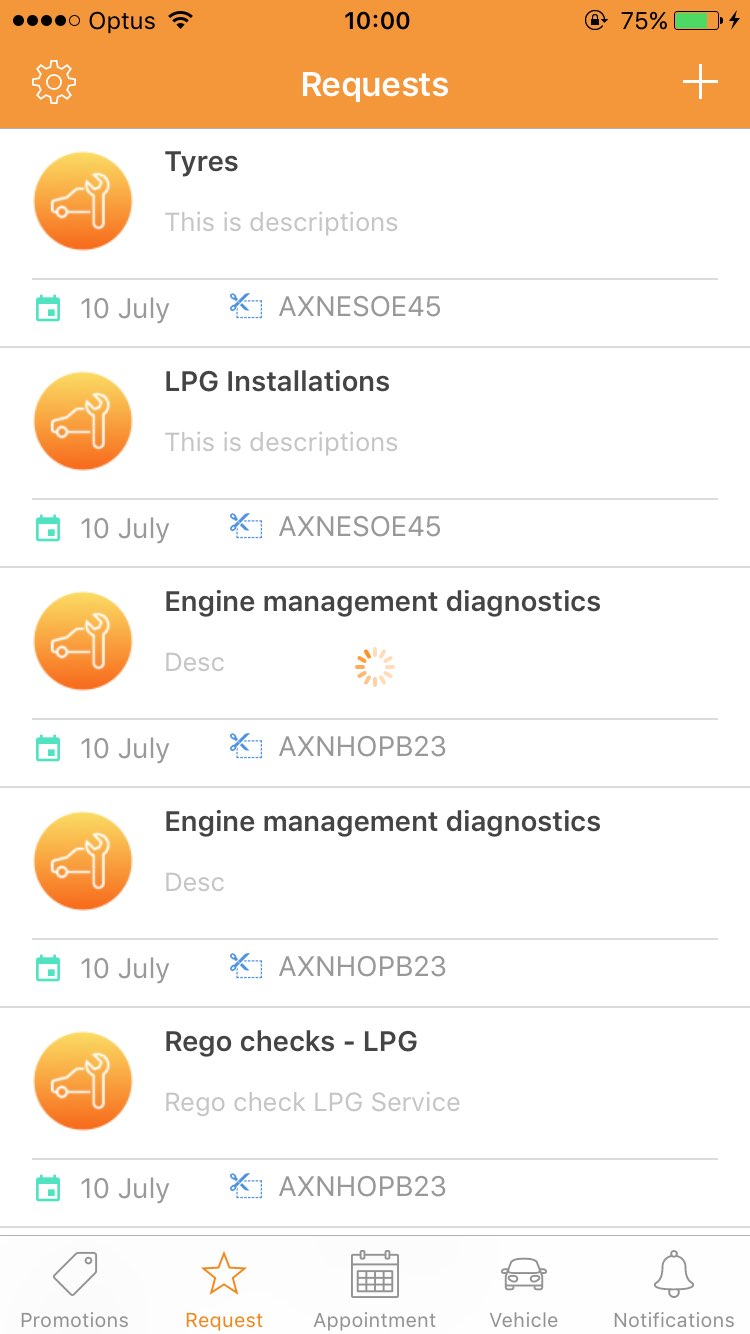 Optus 10:00 75%
Requests
Tyres
This is descriptions
10 July AXNESOE45
LPG Installations
This is descriptions
10 July AXNESOE45
Engine management diagnostics
Desc
10 July AXNHOPB23
Engine management diagnostics
Desc
10 July AXNHOPB23
Rego checks - LPG
Rego check LPG Service
10 July AXNHOPB23
Promotions Request Appointment Vehicle Notifications